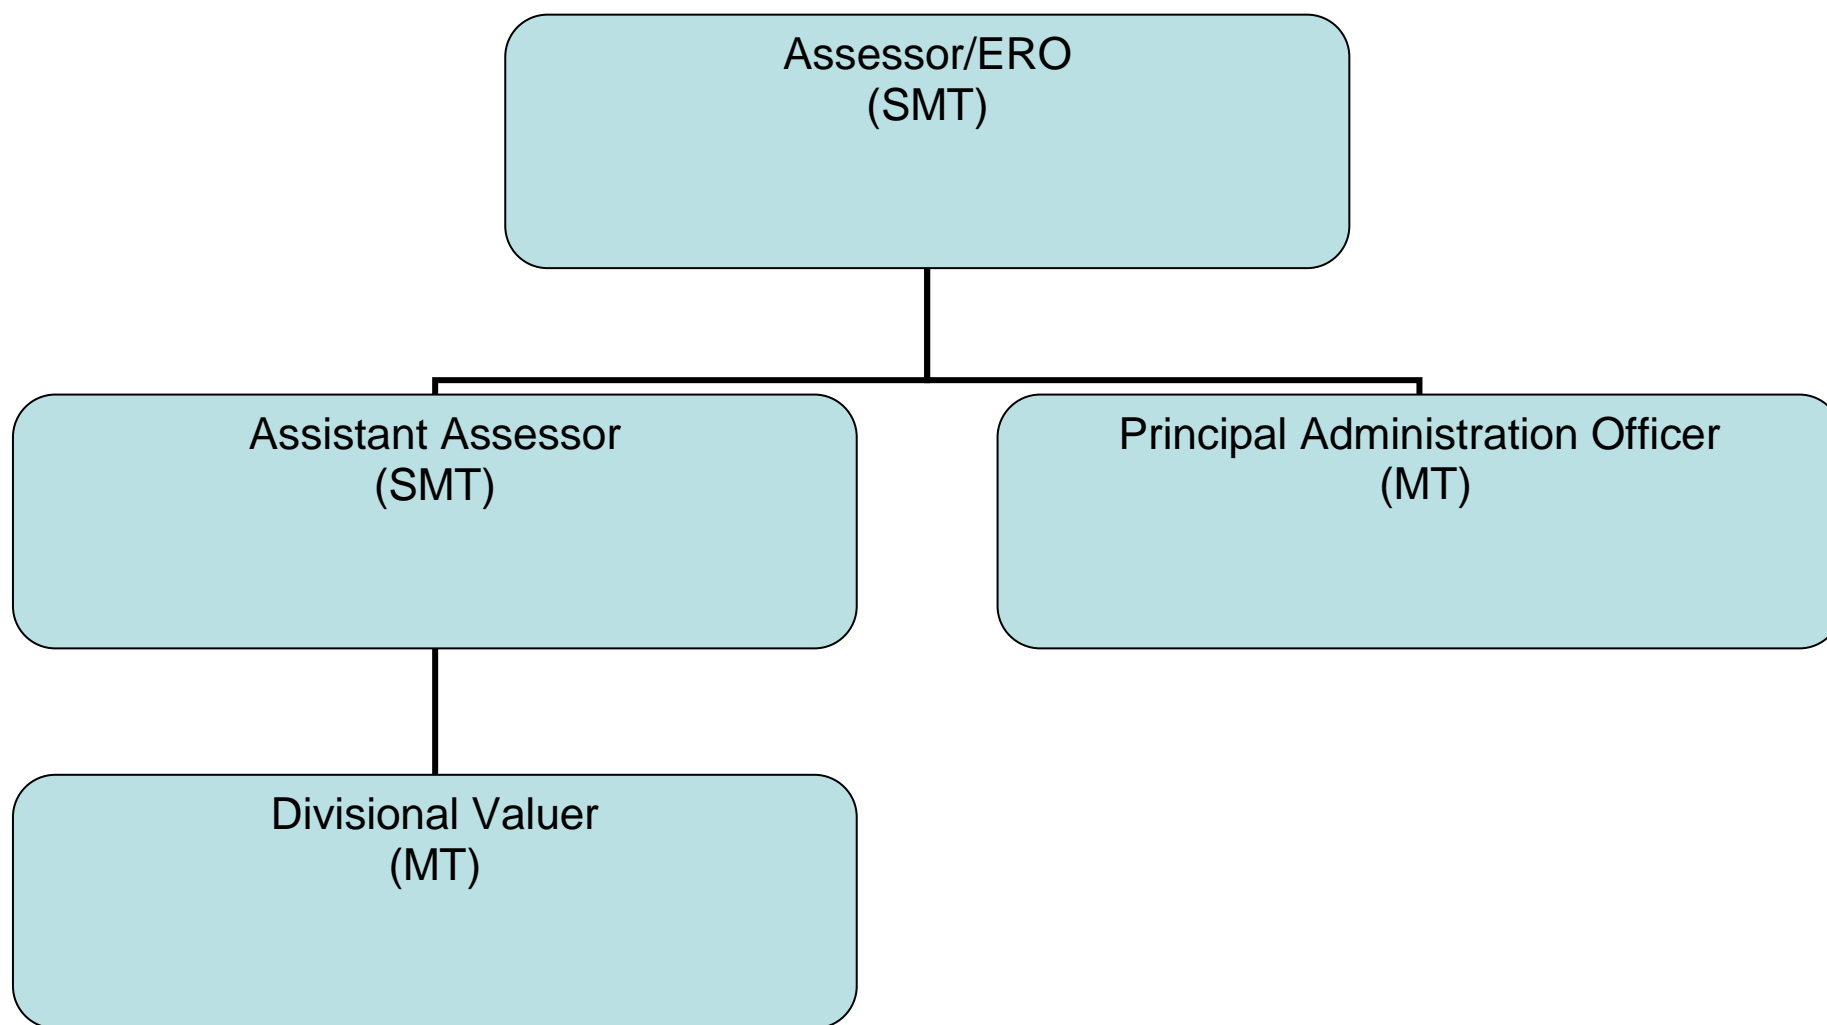 Assessor/ERO
(SMT)
Assistant Assessor
(SMT)
Principal Administration Officer
(MT)
Divisional Valuer
(MT)